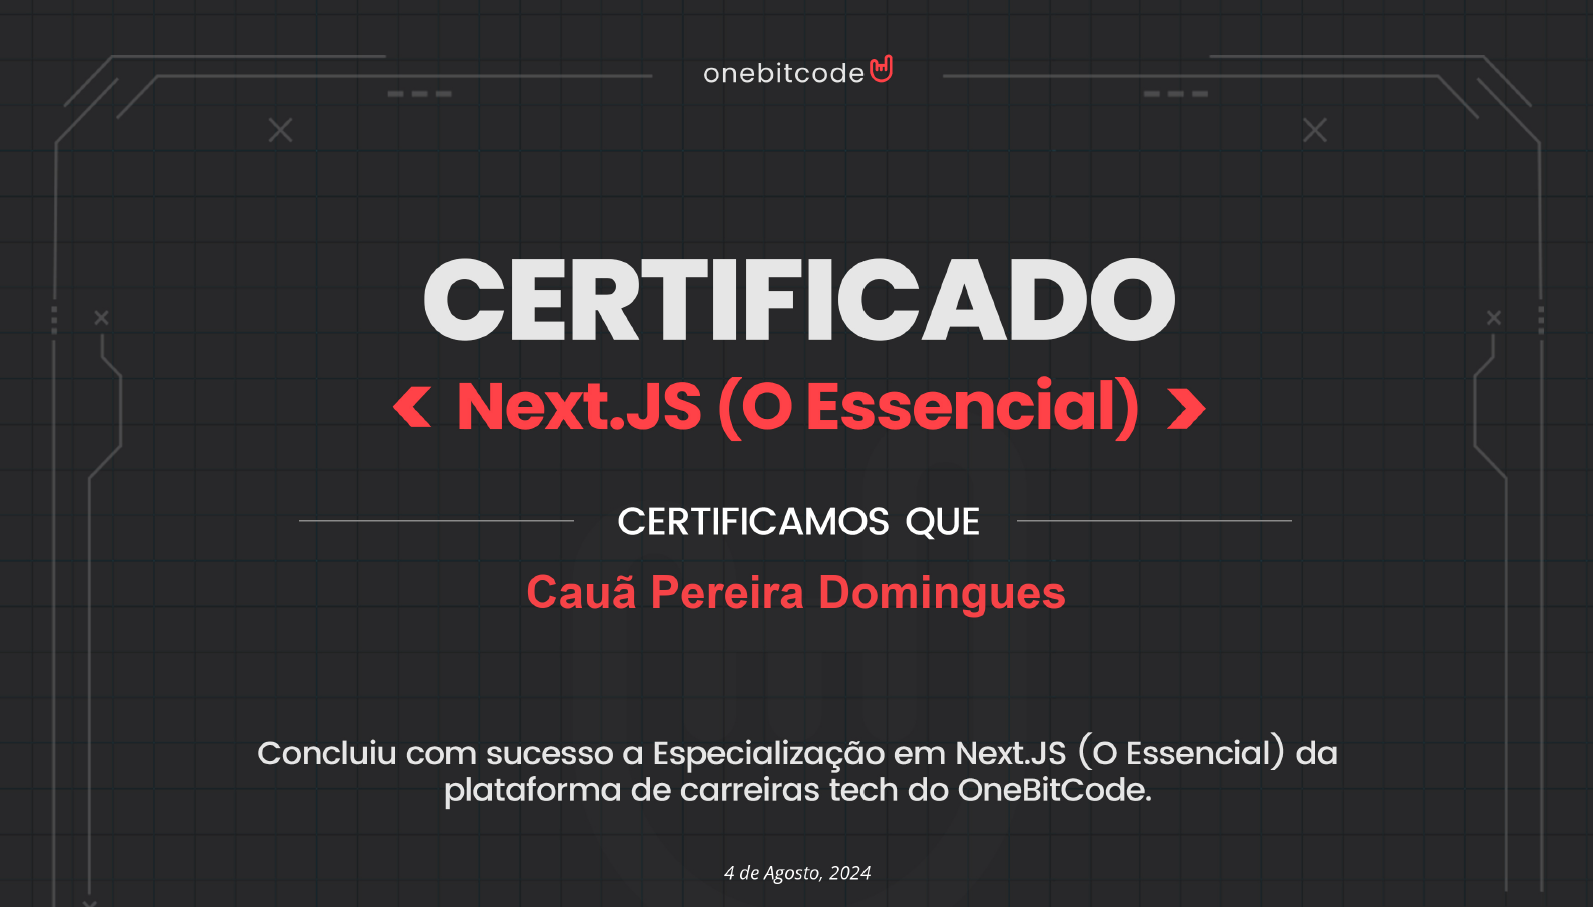 onebitcode
CERTIFICADO
< Next.JS (O Essencial) >
CERTIFICAMOS QUE
Cauã Pereira Domingues
Concluiu com sucesso a Especialização em Next.JS (O Essencial) da
plataforma de carreiras tech do OneBitCode.
4 de Agosto, 2024